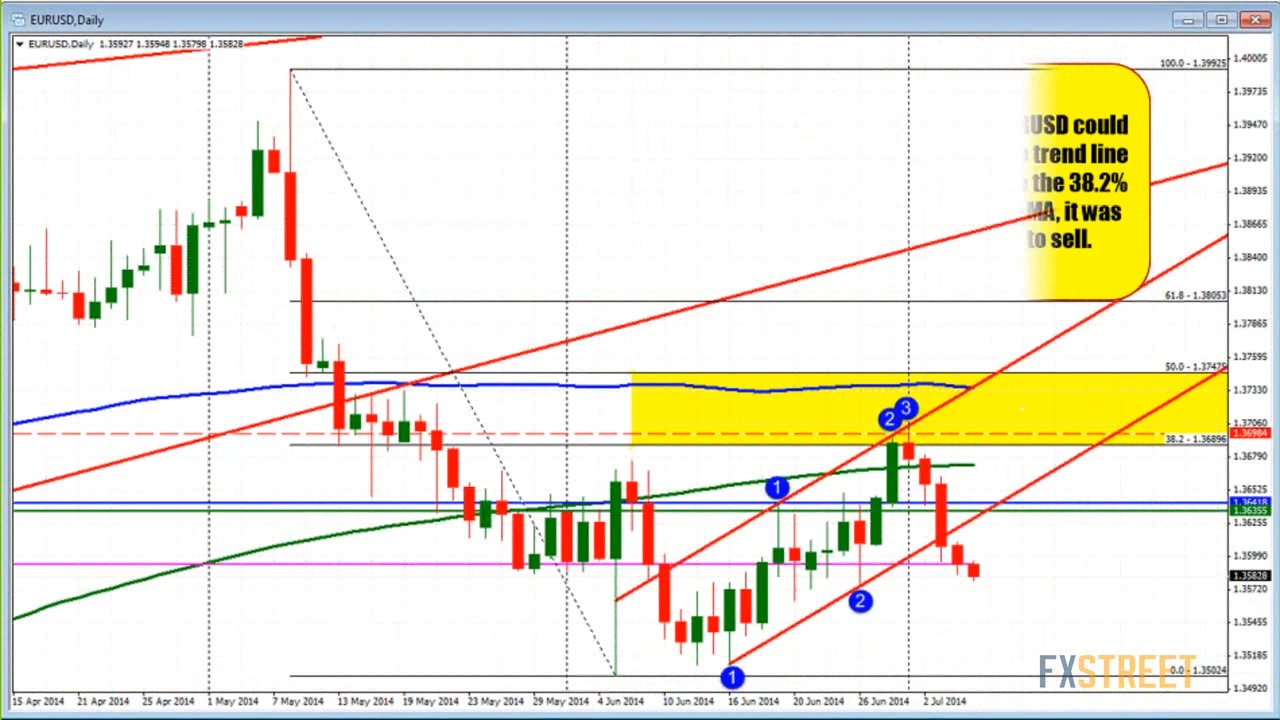 EURUSD,Daily
EURUSD,Daily 1.35927 1.35948 1.35798 1.35828
100.0 - 1.39925
USD could
trend line
the 38.2%
MA, it was
to sell.
61.8 - 1.38053
50.0 - 1.37475
38.2 - 1.36896
0.0 - 1.35024
1
2
3
1
2
1
1.40005
1.39735
1.39470
1.39200
1.38935
1.38665
1.38400
1.38130
1.37865
1.37595
1.37330
1.37060
1.36984
1.36790
1.36525
1.36418
1.36355
1.36255
1.35990
1.35828
1.35720
1.35455
1.35185
1.34920
FXSTREET
15 Apr 2014 21 Apr 2014 25 Apr 2014 1 May 2014 7 May 2014 13 May 2014 19 May 2014 23 May 2014 29 May 2014 4 Jun 2014 10 Jun 2014 16 Jun 2014 20 Jun 2014 26 Jun 2014 2 Jul 2014